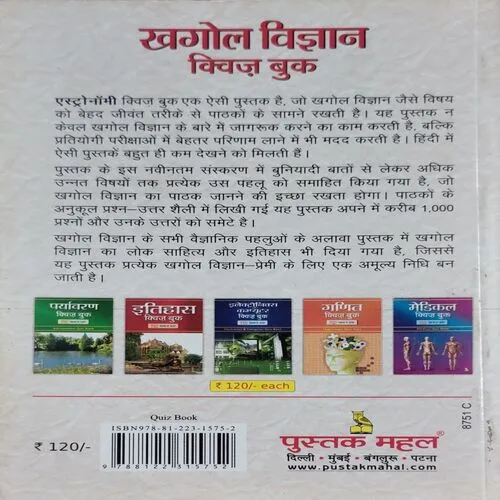 खगोल विज्ञान
क्विज़ बुक
एस्ट्रोनॉमी क्विज बुक एक ऐसी पुस्तक है, जो खगोल विज्ञान जैसे विषय
को बेहद जीवंत तरीके से पाठकों के सामने रखती है। यह पुस्तक न
केवल खगोल विज्ञान के बारे में जागरूक करने का काम करती है, बल्कि
प्रतियोगी परीक्षाओं में बेहतर परिणाम लाने में भी मदद करती है। हिंदी में
ऐसी पुस्तकें बहुत ही कम देखने को मिलती हैं।
पुस्तक के इस नवीनतम संस्करण में बुनियादी बातों से लेकर अधिक
उन्नत विषयों तक प्रत्येक उस पहलू को समाहित किया गया है, जो
खगोल विज्ञान का पाठक जानने की इच्छा रखता होगा। पाठकों के
अनुकूल प्रश्न–उत्तर शैली में लिखी गई यह पुस्तक अपने में करीब 1,000
प्रश्नों और उनके उत्तरों को समेटे है।
खगोल विज्ञान के सभी वैज्ञानिक पहलुओं के अलावा पुस्तक में खगोल
विज्ञान का लोक साहित्य और इतिहास भी दिया गया है, जिससे
यह पुस्तक प्रत्येक खगोल विज्ञान–प्रेमी के लिए एक अमूल्य निधि बन
जाती है।
पर्यावरण
क्विज़ बुक
इतिहास
क्विज़ बुक
इलेक्ट्रॉनिक्स
कम्प्यूटर
क्विज़ बुक
गणित
क्विज़ बुक
मेडिकल
क्विज़ बुक
₹ 120/- each
Quiz Book
ISBN978-81-223-1575-2
₹ 120/-
9 788122 315752
पुस्तक महल
दिल्ली • मुंबई • बंगलुरू • पटना
www.pustakmahal.com
8751 C